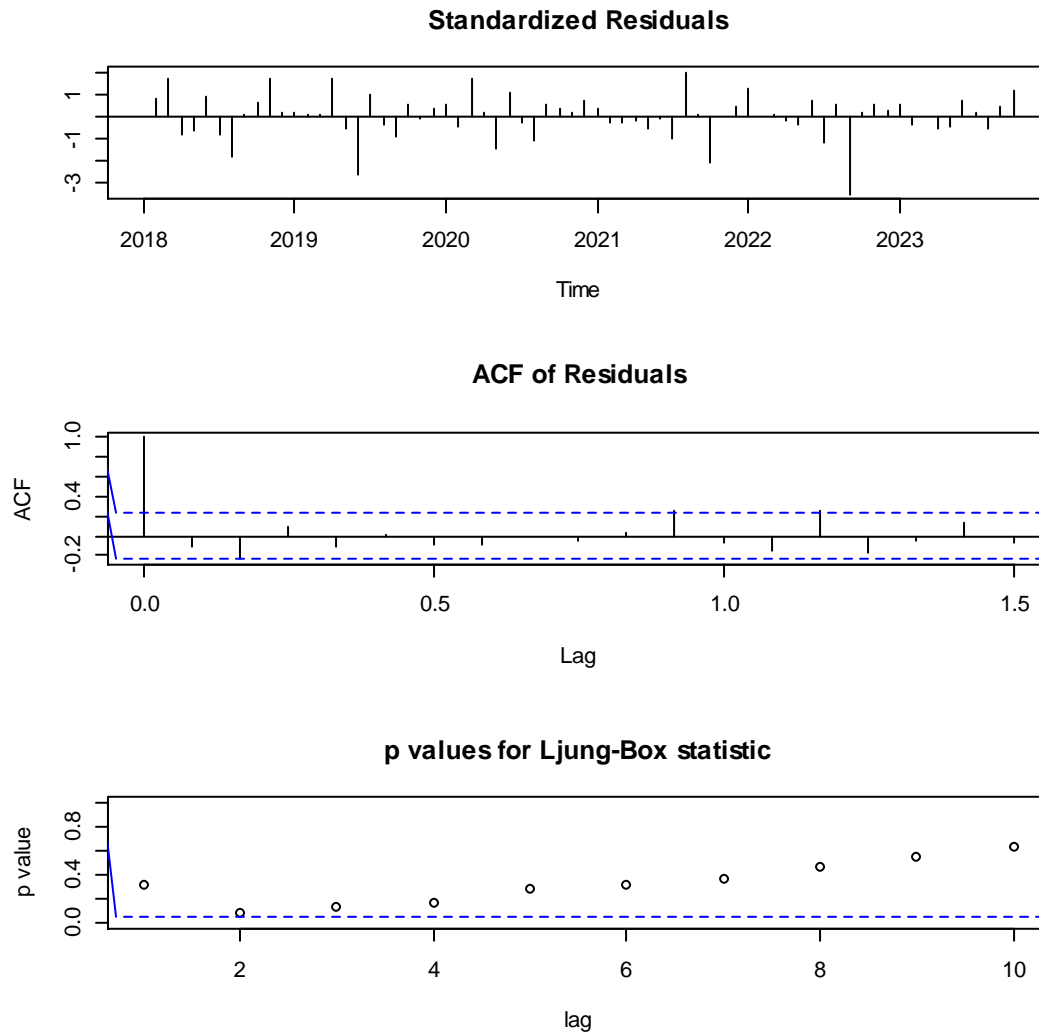 Standardized Residuals
1
-1
-3
2018 2019 2020 2021 2022 2023
Time
ACF of Residuals
ACF
1.0
0.4
-0.2
0.0 0.5 1.0 1.5
Lag
p values for Ljung-Box statistic
p value
0.8
0.4
0.0
2 4 6 8 10
lag